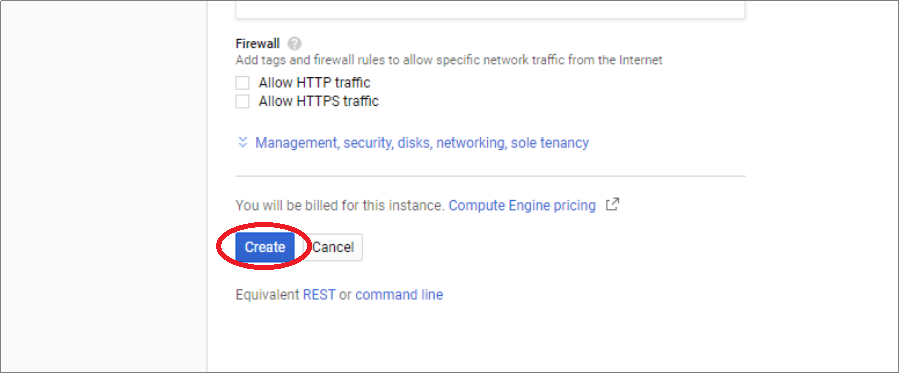 Firewall ?
Add tags and firewall rules to allow specific network traffic from the Internet
Allow HTTP traffic
Allow HTTPS traffic
Management, security, disks, networking, sole tenancy
You will be billed for this instance. Compute Engine pricing
Create Cancel
Equivalent REST or command line